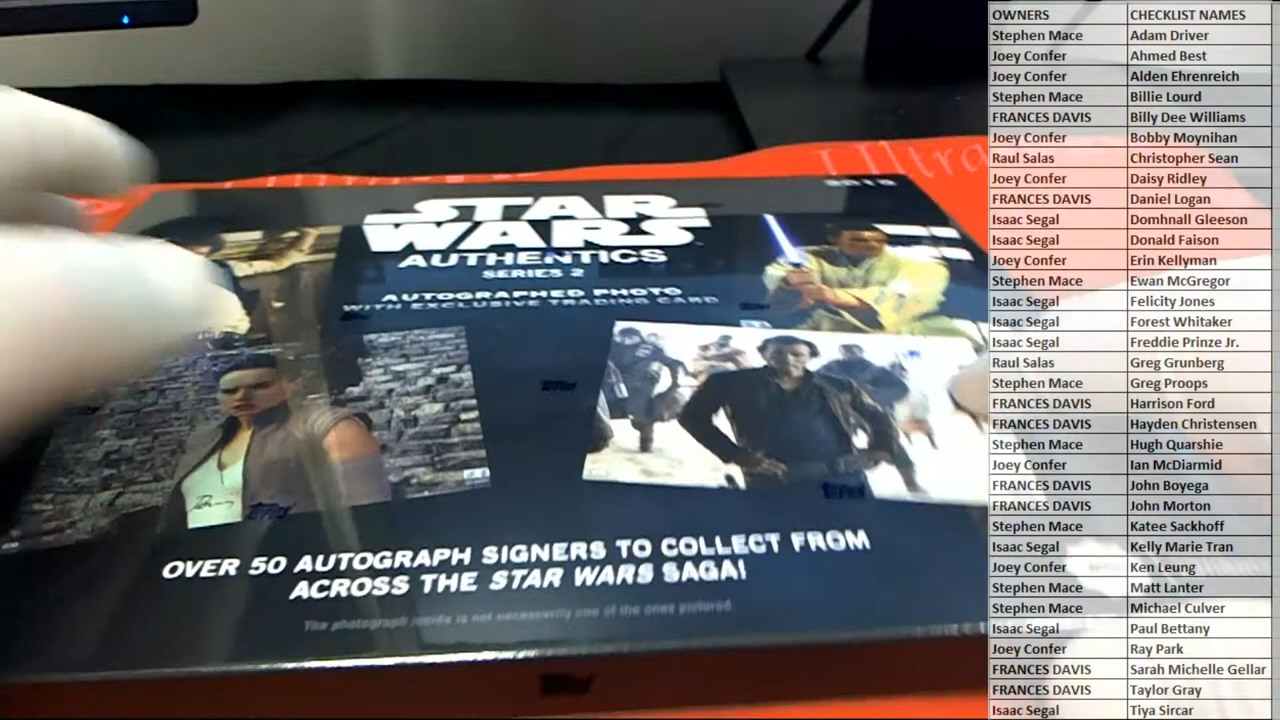 STAR
WARS
AUTHENTICS
SERIES 2
AUTOGRAPHED PHOTO
WITH EXCLUSIVE TRADING CARD
OVER 50 AUTOGRAPH SIGNERS TO COLLECT FROM
ACROSS THE STAR WARS SAGA!
The photograph inside is not necessarily one of the ones pictured.
Ultra
OWNERS CHECKLIST NAMES
Stephen Mace Adam Driver
Joey Confer Ahmed Best
Joey Confer Alden Ehrenreich
Stephen Mace Billie Lourd
FRANCES DAVIS Billy Dee Williams
Joey Confer Bobby Moynihan
Raul Salas Christopher Sean
Joey Confer Daisy Ridley
FRANCES DAVIS Daniel Logan
Isaac Segal Domhnall Gleeson
Isaac Segal Donald Faison
Joey Confer Erin Kellyman
Stephen Mace Ewan McGregor
Isaac Segal Felicity Jones
Isaac Segal Forest Whitaker
Isaac Segal Freddie Prinze Jr.
Raul Salas Greg Grunberg
Stephen Mace Greg Proops
FRANCES DAVIS Harrison Ford
FRANCES DAVIS Hayden Christensen
Stephen Mace Hugh Quarshie
Joey Confer Ian McDiarmid
FRANCES DAVIS John Boyega
FRANCES DAVIS John Morton
Stephen Mace Katee Sackhoff
Isaac Segal Kelly Marie Tran
Joey Confer Ken Leung
Stephen Mace Matt Lanter
Stephen Mace Michael Culver
Isaac Segal Paul Bettany
Joey Confer Ray Park
FRANCES DAVIS Sarah Michelle Gellar
FRANCES DAVIS Taylor Gray
Isaac Segal Tiya Sircar